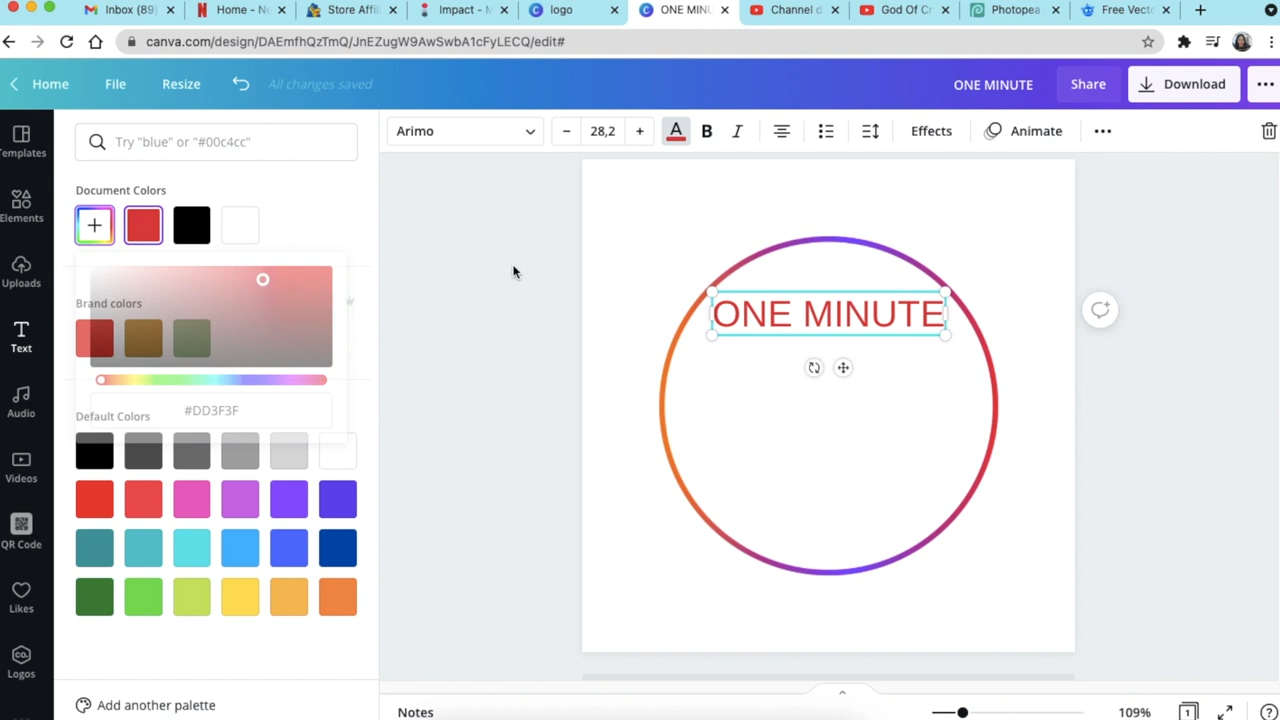 Inbox (89)
Home - Ne
Store Affili
Impact - M
logo
ONE MINU
Channel d
God Of Cr
Photopea
Free Vect
canva.com/design/DAEmfhQzTmQ/JnEZugW9AwSwbA1cFyLECQ/edit#
Home
File
Resize
All changes saved
ONE MINUTE
Share
Download
Templates
Elements
Uploads
Text
Audio
Videos
QR Code
Likes
CO.
Logos
Try "blue" or "#00c4cc"
Document Colors
Brand colors
#DD3F3F
Default Colors
Add another palette
Arimo
28,2
A
B
I
Effects
Animate
ONE MINUTE
Notes
109%
1
?